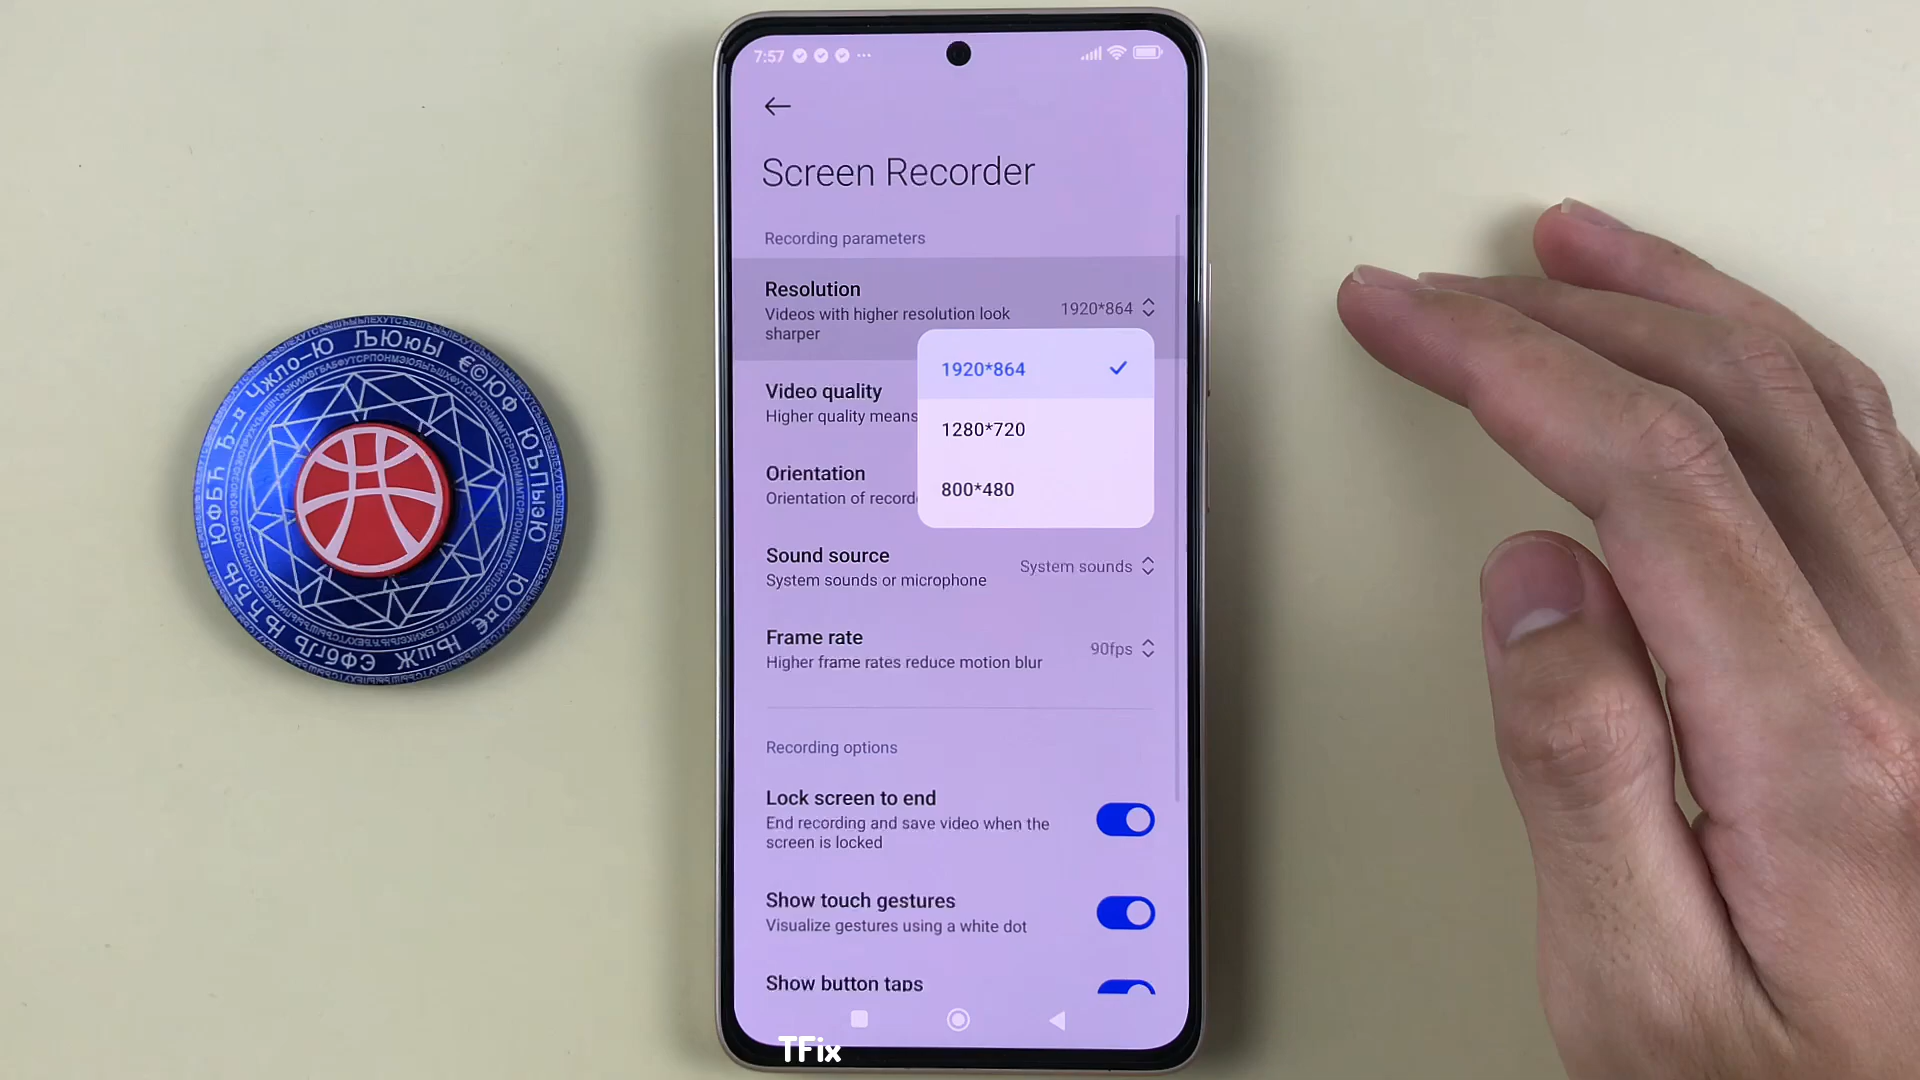 7:57
Screen Recorder
Recording parameters
Resolution
Videos with higher resolution look
sharper
1920*864
1920*864
1280*720
800*480
Video quality
Higher quality means
Orientation
Orientation of record
Sound source
System sounds or microphone
System sounds
Frame rate
Higher frame rates reduce motion blur
90fps
Recording options
Lock screen to end
End recording and save video when the
screen is locked
Show touch gestures
Visualize gestures using a white dot
Show button taps
TFix